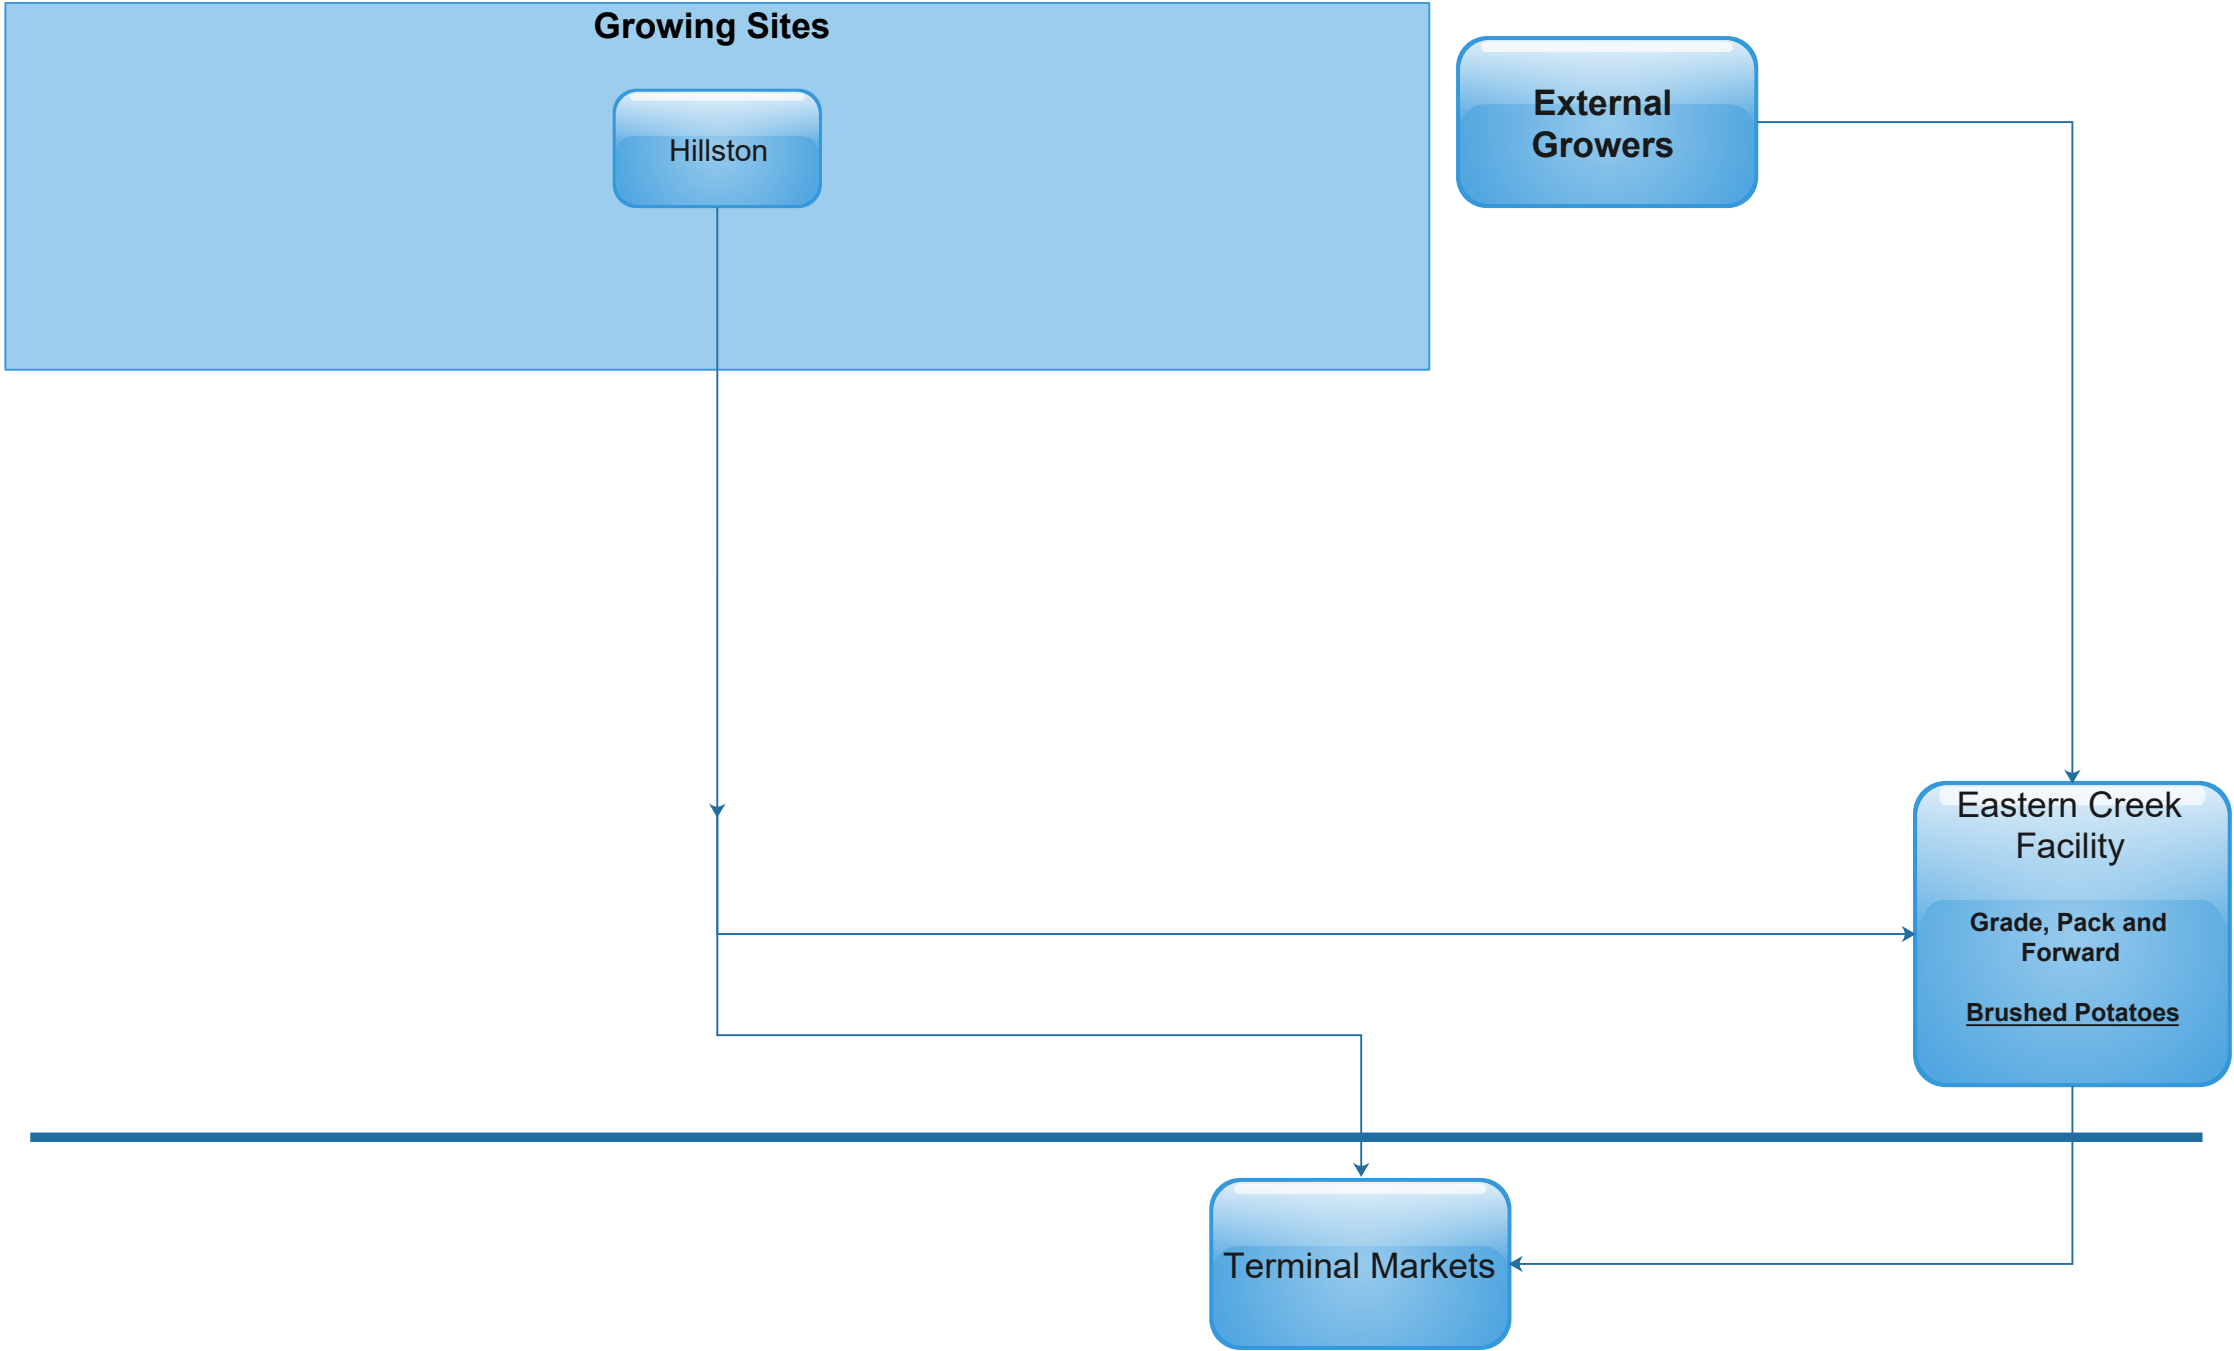 Growing Sites
Hillston
External
Growers
Eastern Creek
Facility
Grade, Pack and
Forward
Brushed Potatoes
Terminal Markets